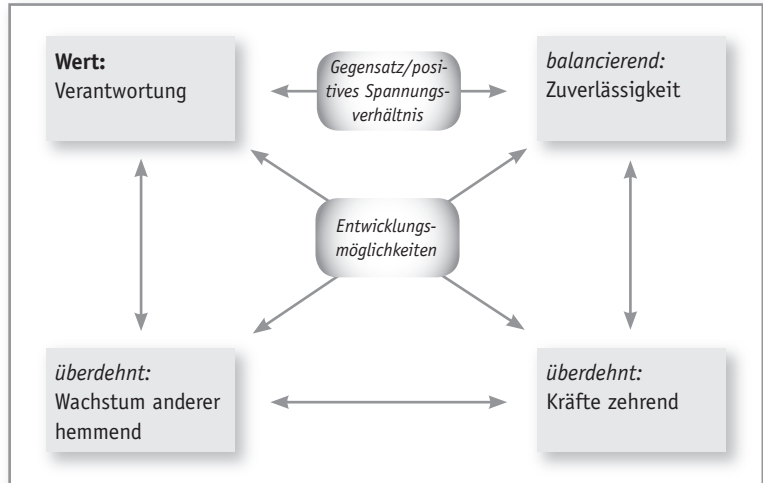 Wert:
Verantwortung
Gegensatz/posi-
tives Spannungs-
verhältnis
balancierend:
Zuverlässigkeit
Entwicklungs-
möglichkeiten
überdehnt:
Wachstum anderer
hemmend
überdehnt:
Kräfte zehrend